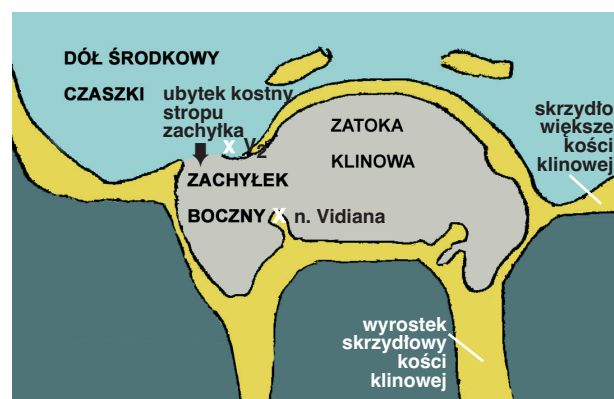 DÓŁ ŚRODKOWY
CZASZKI
ubytek kostny
stropu
zachyłka
x V2
ZACHYŁEK
BOCZNY
X n. Vidiana
ZATOKA
KLINOWA
skrzydło
większe
kości
klinowej
wyrostek
skrzydłowy
kości
klinowej